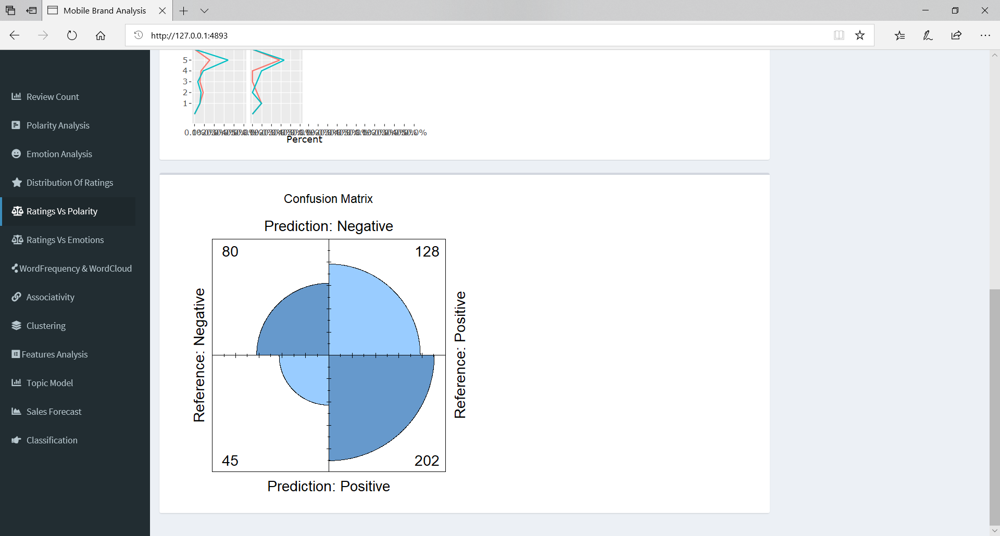 Mobile Brand Analysis
http://127.0.0.1:4893
Review Count
Polarity Analysis
Emotion Analysis
Distribution Of Ratings
Ratings Vs Polarity
Ratings Vs Emotions
WordFrequency & WordCloud
Associativity
Clustering
Features Analysis
Topic Model
Sales Forecast
Classification
5
4
3
2
1
Percent
Confusion Matrix
Prediction: Negative
80
128
Reference: Negative
Reference: Positive
45
202
Prediction: Positive